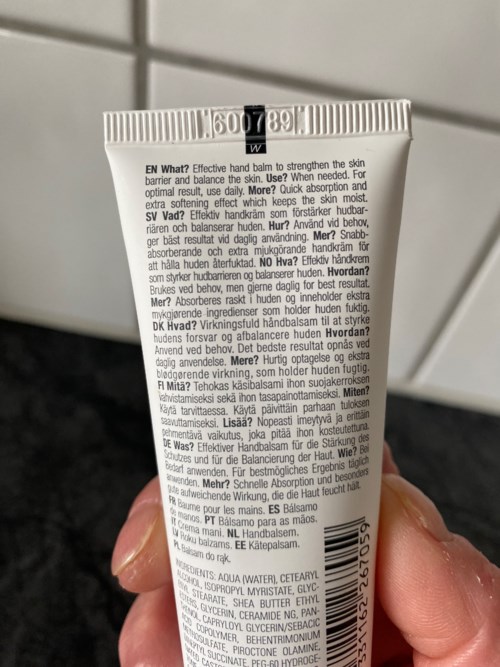 600789
W
EN What? Effective hand balm to strengthen the skin
barrier and balance the skin. Use? When needed. For
optimal result, use daily. More? Quick absorption and
extra softening effect which keeps the skin moist.
SV Vad? Effektiv handkräm som förstärker hudbar-
riären och balanserar huden. Hur? Använd vid behov,
ger bäst resultat vid daglig användning. Mer? Snabb-
absorberande och extra mjukgörande handkräm för
att hålla huden återfuktad. NO Hva? Effektiv håndkrem
som styrker hudbarrieren og balanserer huden. Hvordan?
Brukes ved behov, men gjerne daglig for best resultat.
Mer? Absorberes raskt i huden og inneholder ekstra
mykgjørende ingredienser som holder huden fuktig.
DK Hvad? Virkningsfuld håndbalsam til at styrke
hudens forsvar og afbalancere huden. Hvordan?
Anvend ved behov. Det bedste resultat opnås ved
daglig anvendelse. Mere? Hurtig optagelse og ekstra
blødgørende virkning, som holder huden fugtig.
FI Mitä? Tehokas käsibalsami ihon suojakerroksen
vahvistamiseksi sekä ihon tasapainottamiseksi. Miten?
Käytä tarvittaessa. Käytä päivittäin parhaan tuloksen
saavuttamiseksi. Lisää? Nopeasti imeytyvä ja erittäin
pehmentävä vaikutus, joka pitää ihon kosteutettuna.
DE Was? Effektiver Handbalsam für die Stärkung des
Schutzes und für die Balancierung der Haut. Wie? Bei
Bedarf anwenden. Für bestmögliches Ergebnis täglich
anwenden. Mehr? Schnelle Absorption und besonders
gute aufweichende Wirkung, die die Haut feucht hält.
FR Baume pour les mains. ES Bálsamo
de manos. PT Bálsamo para as mãos.
IT Crema mani. NL Handbalsem.
LV Roku balzams. EE Kätepalsam.
PL Balsam do rąk.
INGREDIENTS: AQUA (WATER), CETEARYL
ALCOHOL, ISOPROPYL MYRISTATE, GLYC-
ERYL STEARATE, SHEA BUTTER ETHYL
ESTERS, GLYCERIN, CERAMIDE NG, PAN-
THENOL, CAPRYLOYL GLYCERIN/SEBACIC
ACID COPOLYMER, BEHENTRIMONIUM
METHOSULFATE, PIROCTONE OLAMINE,
SUCCINATE, PEG-60 HYDROGE-
331162 267059